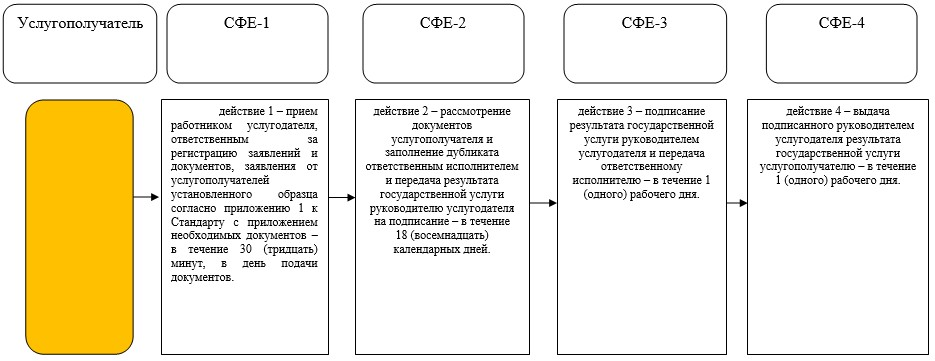 Услугополучатель
СФЕ-1
СФЕ-2
СФЕ-3
СФЕ-4
действие 1 – прием
работником услугодателя,
ответственным за
регистрацию заявлений и
документов, заявления от
услугополучателей
установленного образца
согласно приложению 1 к
Стандарту с приложением
необходимых документов –
в течение 30 (тридцать)
минут, в день подачи
документов.
действие 2 – рассмотрение
документов
услугополучателя и
заполнение дубликата
ответственным исполнителем
и передача результата
государственной услуги
руководителю услугодателя
на подписание – в течение
18 (восемнадцать)
календарных дней.
действие 3 – подписание
результата государственной
услуги руководителем
услугодателя и передача
ответственному
исполнителю – в течение 1
(одного) рабочего дня.
действие 4 – выдача
подписанного руководителем
услугодателя результата
государственной услуги
услугополучателю – в течение
1 (одного) рабочего дня.